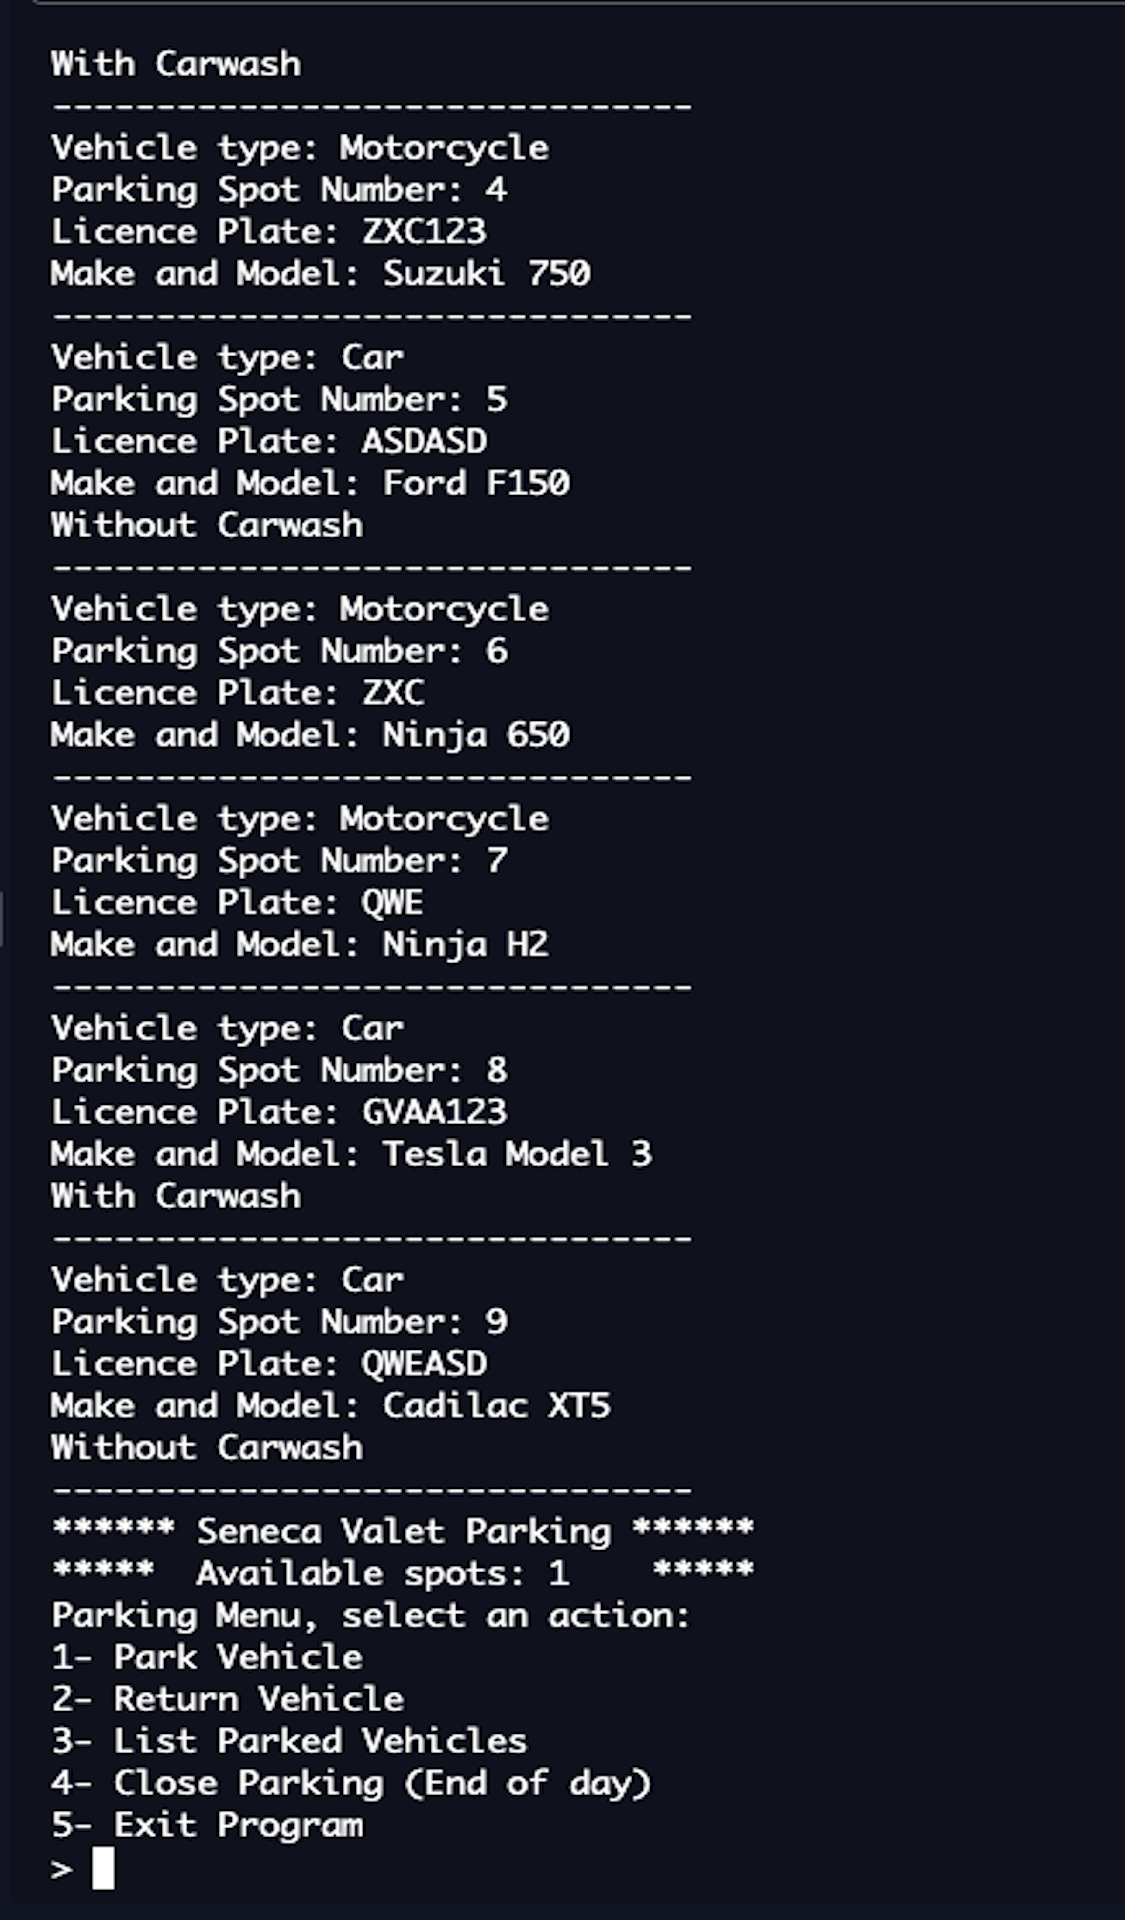 With Carwash
-------------------------------
Vehicle type: Motorcycle
Parking Spot Number: 4
Licence Plate: ZXC123
Make and Model: Suzuki 750
-------------------------------
Vehicle type: Car
Parking Spot Number: 5
Licence Plate: ASDASD
Make and Model: Ford F150
Without Carwash
-------------------------------
Vehicle type: Motorcycle
Parking Spot Number: 6
Licence Plate: ZXC
Make and Model: Ninja 650
-------------------------------
Vehicle type: Motorcycle
Parking Spot Number: 7
Licence Plate: QWE
Make and Model: Ninja H2
-------------------------------
Vehicle type: Car
Parking Spot Number: 8
Licence Plate: GVAA123
Make and Model: Tesla Model 3
With Carwash
-------------------------------
Vehicle type: Car
Parking Spot Number: 9
Licence Plate: QWEASD
Make and Model: Cadilac XT5
Without Carwash
-------------------------------
****** Seneca Valet Parking ******
*****  Available spots: 1    *****
Parking Menu, select an action:
1- Park Vehicle
2- Return Vehicle
3- List Parked Vehicles
4- Close Parking (End of day)
5- Exit Program
>